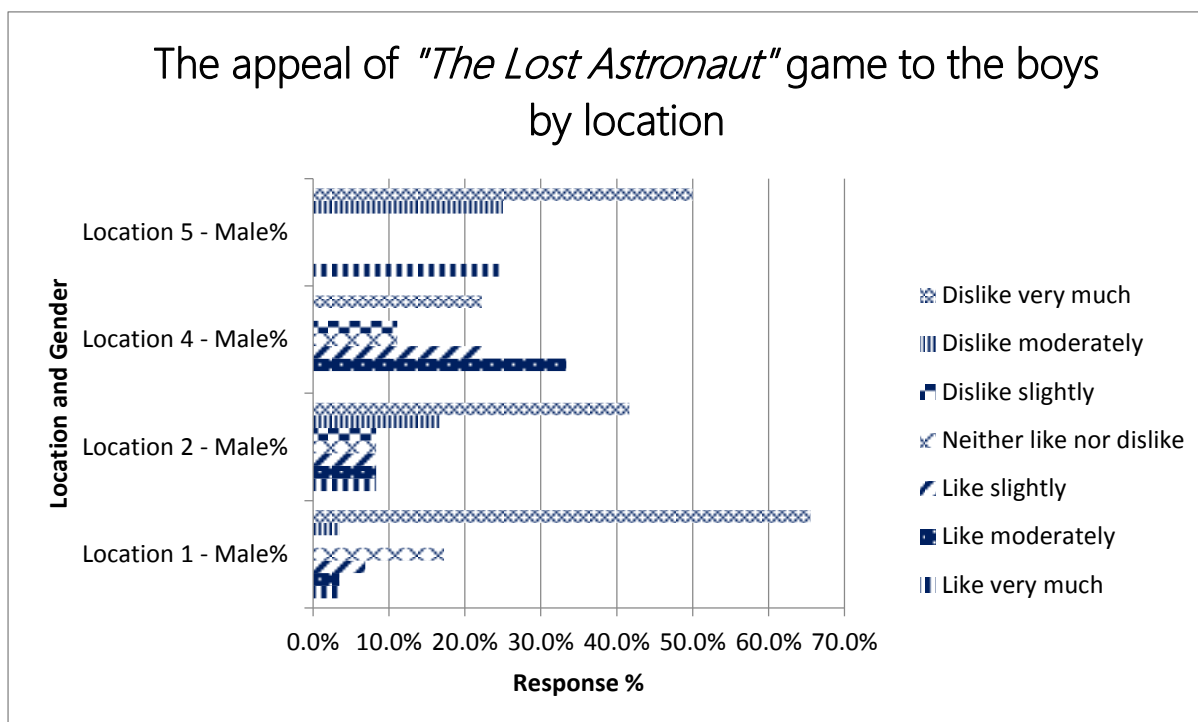 The appeal of "The Lost Astronaut" game to the boys
by location
Location 5 - Male%
Location 4 - Male%
Location 2 - Male%
Location 1 - Male%
Location and Gender
0.0% 10.0% 20.0% 30.0% 40.0% 50.0% 60.0% 70.0%
Response %
Dislike very much
Dislike moderately
Dislike slightly
Neither like nor dislike
Like slightly
Like moderately
Like very much